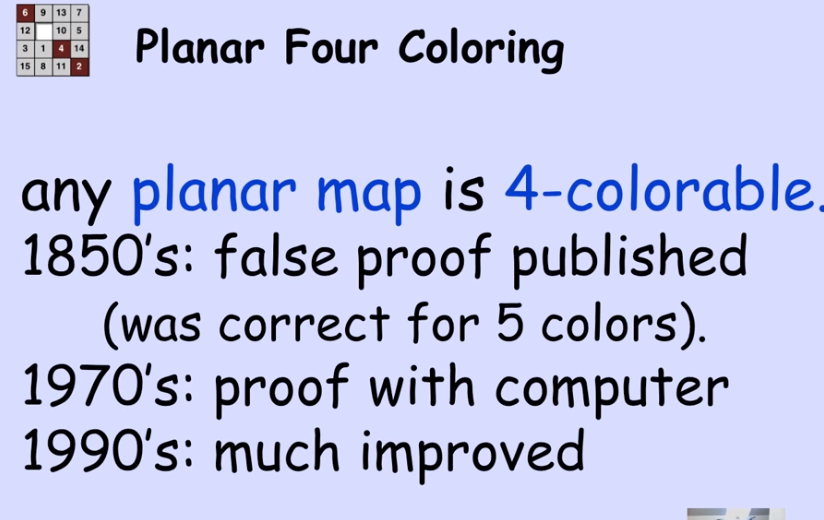 6 9 13 7
12 10 5
3 1 4 14
15 8 11 2
Planar Four Coloring
any planar map is 4-colorable.
1850's: false proof published
(was correct for 5 colors).
1970's: proof with computer
1990's: much improved